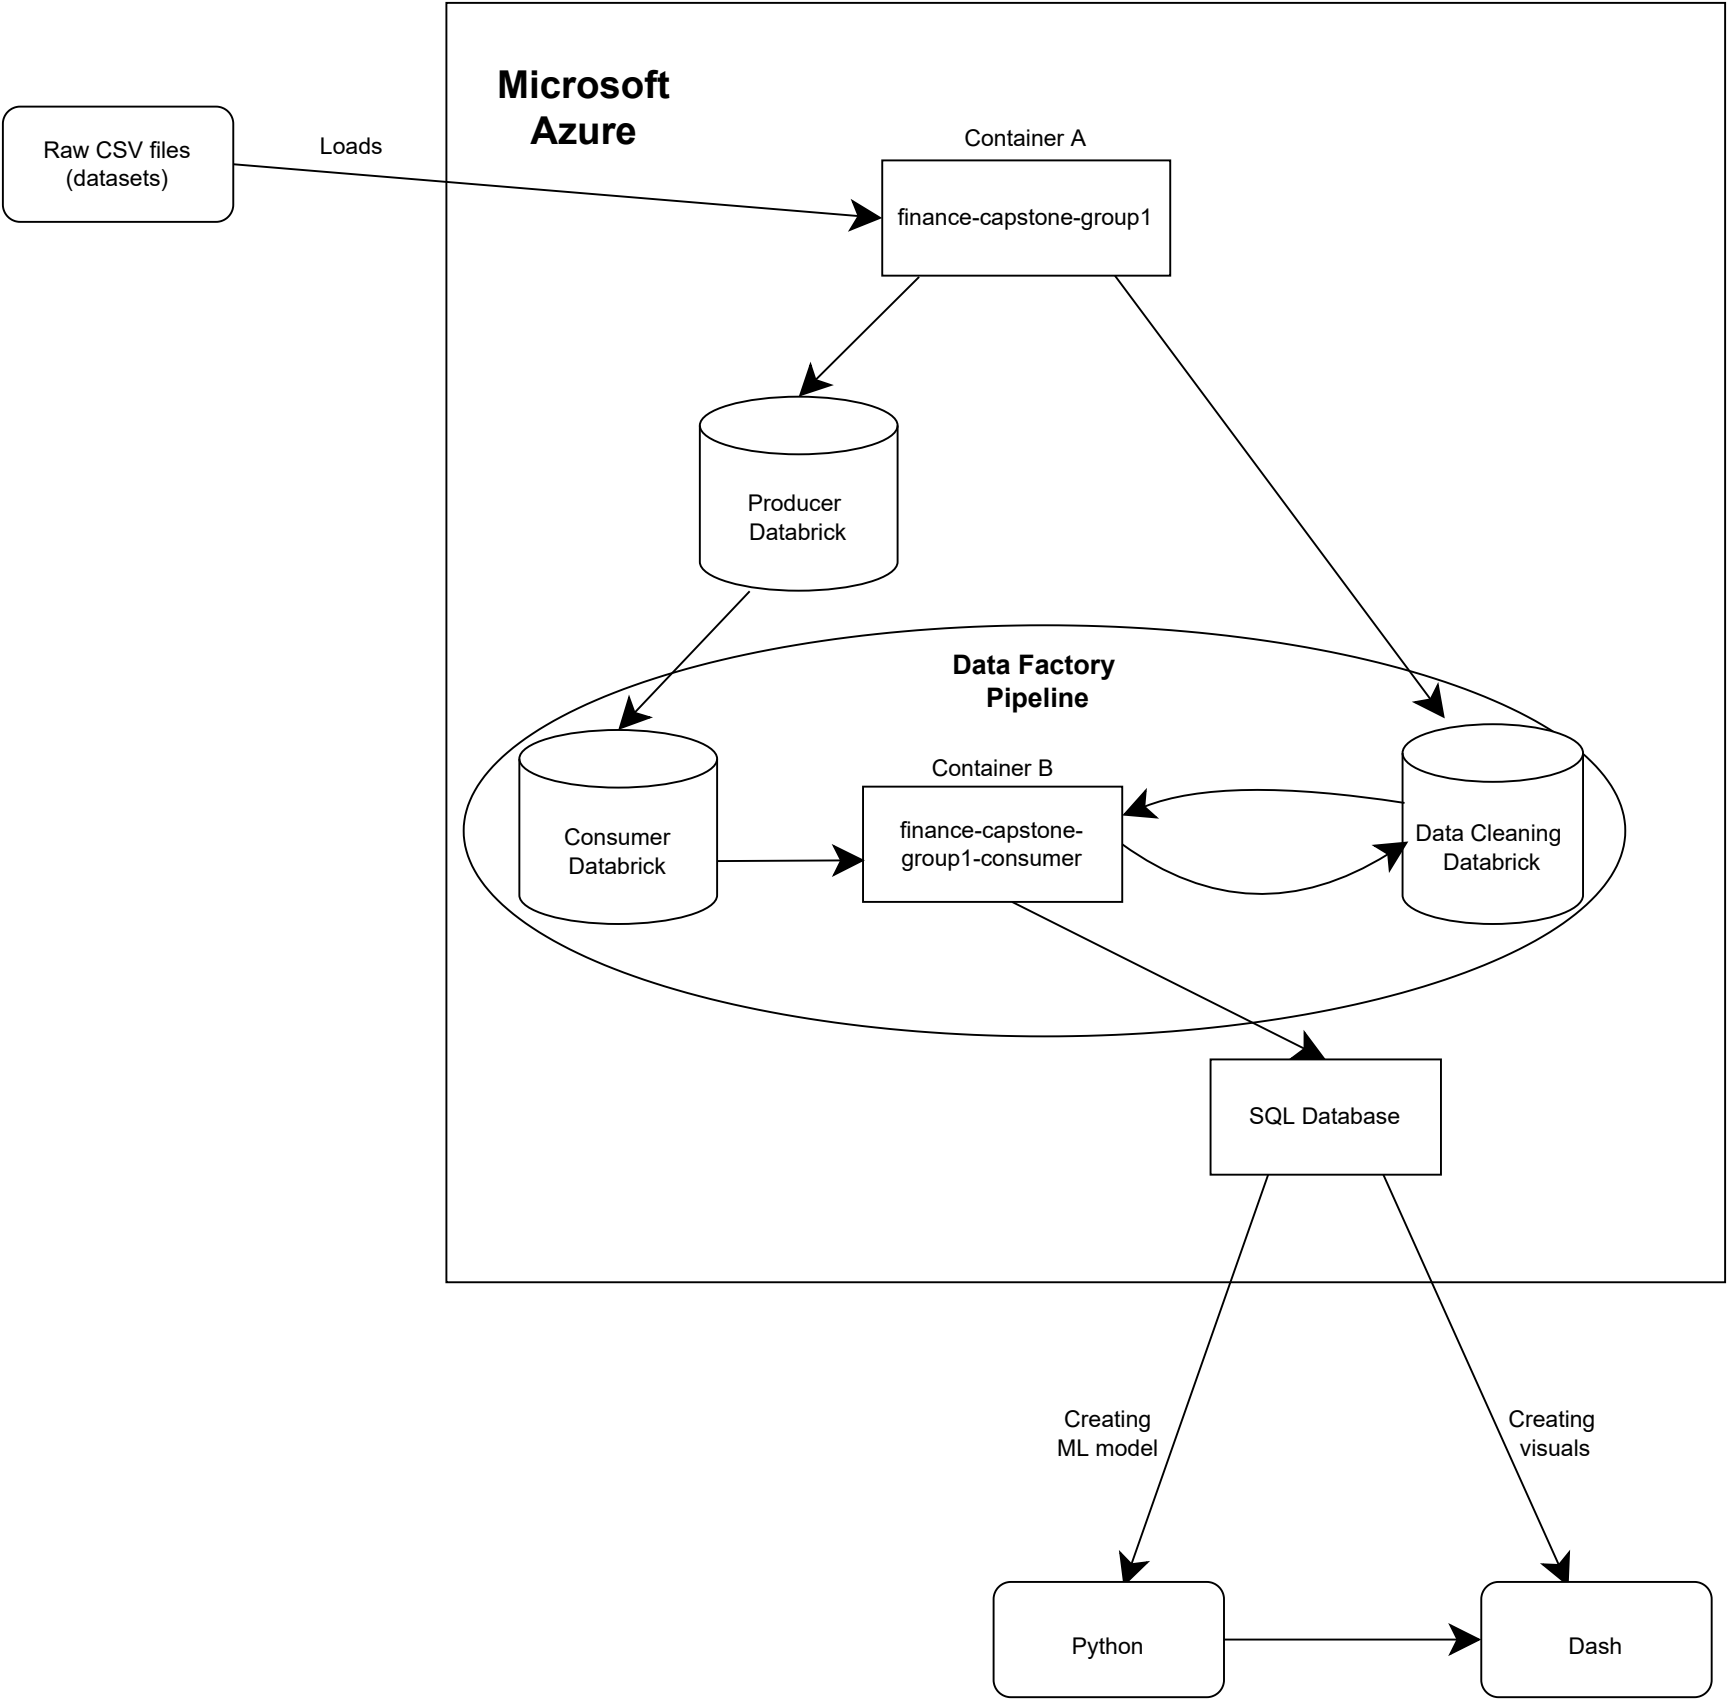 Microsoft
Azure
Raw CSV files
(datasets)
Loads
Container A
finance-capstone-group1
Producer
Databrick
Data Factory
Pipeline
Consumer
Databrick
Container B
finance-capstone-
group1-consumer
Data Cleaning
Databrick
SQL Database
Creating
ML model
Creating
visuals
Python
Dash